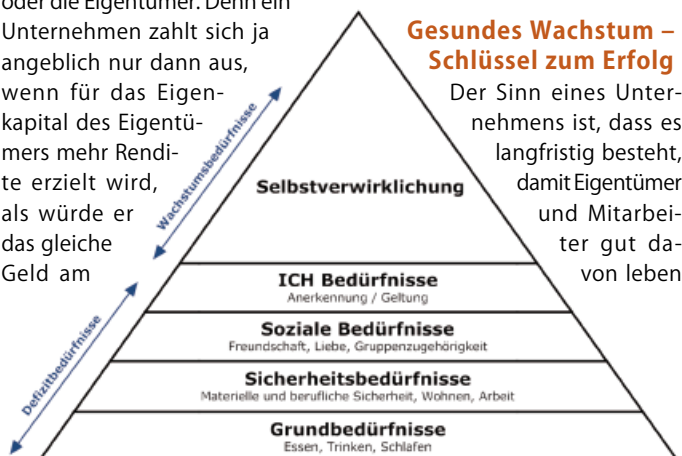 oder die Eigentümer. Denn ein
Unternehmen zahlt sich ja
angeblich nur dann aus,
wenn für das Eigen-
kapital des Eigentü-
mers mehr Rendi-
te erzielt wird,
als würde er
das gleiche
Geld am
Wachstumsbedürfnisse
Defizitbedürfnisse
Selbstverwirklichung
ICH Bedürfnisse
Anerkennung / Geltung
Soziale Bedürfnisse
Freundschaft, Liebe, Gruppenzugehörigkeit
Sicherheitsbedürfnisse
Materielle und berufliche Sicherheit, Wohnen, Arbeit
Grundbedürfnisse
Essen, Trinken, Schlafen
Gesundes Wachstum –
Schlüssel zum Erfolg
Der Sinn eines Unter-
nehmens ist, dass es
langfristig besteht,
damit Eigentümer
und Mitarbei-
ter gut da-
von leben